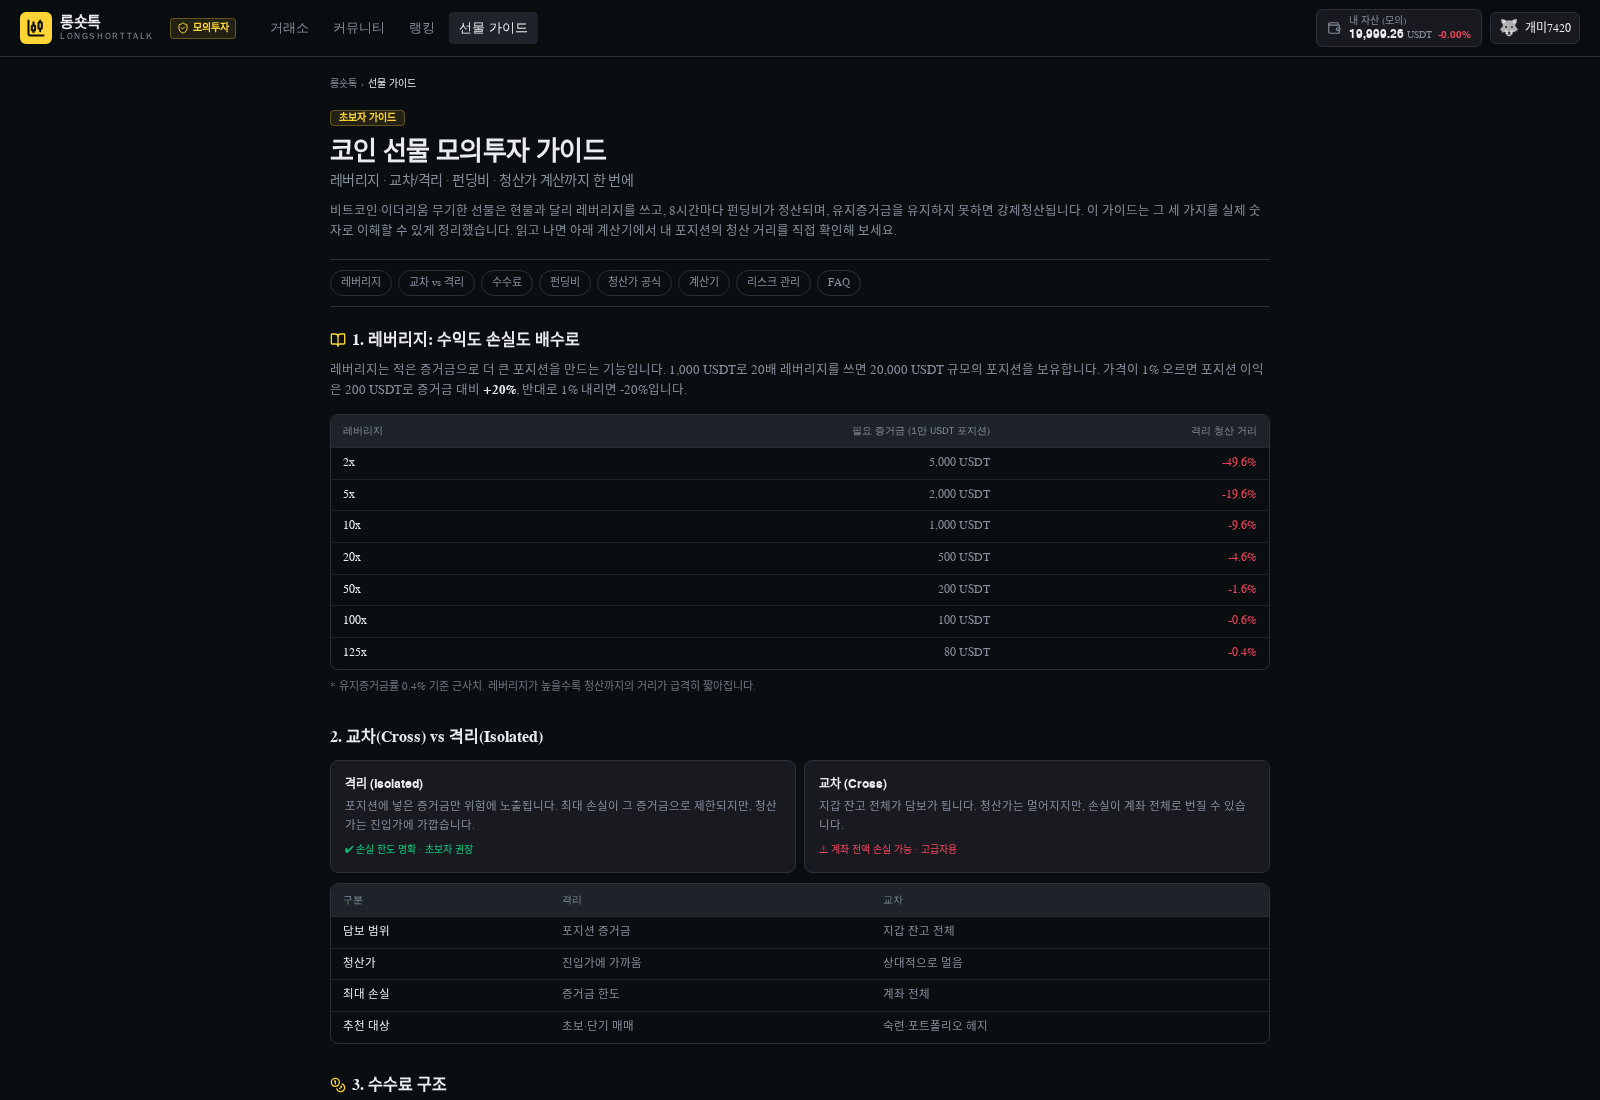 롱숏톡
LONGSHORTTALK
모의투자
거래소
커뮤니티
랭킹
선물 가이드
내 자산 (모의)
19,999.26 USDT -0.00%
개미7420
롱숏톡 › 선물 가이드
초보자 가이드
코인 선물 모의투자 가이드
레버리지 · 교차/격리 · 펀딩비 · 청산가 계산까지 한 번에
비트코인·이더리움 무기한 선물은 현물과 달리 레버리지를 쓰고, 8시간마다 펀딩비가 정산되며, 유지증거금을 유지하지 못하면 강제청산됩니다. 이 가이드는 그 세 가지를 실제 숫
자로 이해할 수 있게 정리했습니다. 읽고 나면 아래 계산기에서 내 포지션의 청산 거리를 직접 확인해 보세요.
레버리지
교차 vs 격리
수수료
펀딩비
청산가 공식
계산기
리스크 관리
FAQ
1. 레버리지: 수익도 손실도 배수로
레버리지는 적은 증거금으로 더 큰 포지션을 만드는 기능입니다. 1,000 USDT로 20배 레버리지를 쓰면 20,000 USDT 규모의 포지션을 보유합니다. 가격이 1% 오르면 포지션 이익
은 200 USDT로 증거금 대비 +20%, 반대로 1% 내리면 -20%입니다.
레버리지 필요 증거금 (1만 USDT 포지션) 격리 청산 거리
2x 5,000 USDT -49.6%
5x 2,000 USDT -19.6%
10x 1,000 USDT -9.6%
20x 500 USDT -4.6%
50x 200 USDT -1.6%
100x 100 USDT -0.6%
125x 80 USDT -0.4%
* 유지증거금률 0.4% 기준 근사치. 레버리지가 높을수록 청산까지의 거리가 급격히 짧아집니다.
2. 교차(Cross) vs 격리(Isolated)
격리 (Isolated)
포지션에 넣은 증거금만 위험에 노출됩니다. 최대 손실이 그 증거금으로 제한되지만, 청산
가는 진입가에 가깝습니다.
✔ 손실 한도 명확 · 초보자 권장
교차 (Cross)
지갑 잔고 전체가 담보가 됩니다. 청산가는 멀어지지만, 손실이 계좌 전체로 번질 수 있습
니다.
⚠ 계좌 전액 손실 가능 · 고급자용
구분 격리 교차
담보 범위 포지션 증거금 지갑 잔고 전체
청산가 진입가에 가까움 상대적으로 멀음
최대 손실 증거금 한도 계좌 전체
추천 대상 초보·단기 매매 숙련·포트폴리오 헤지
3. 수수료 구조